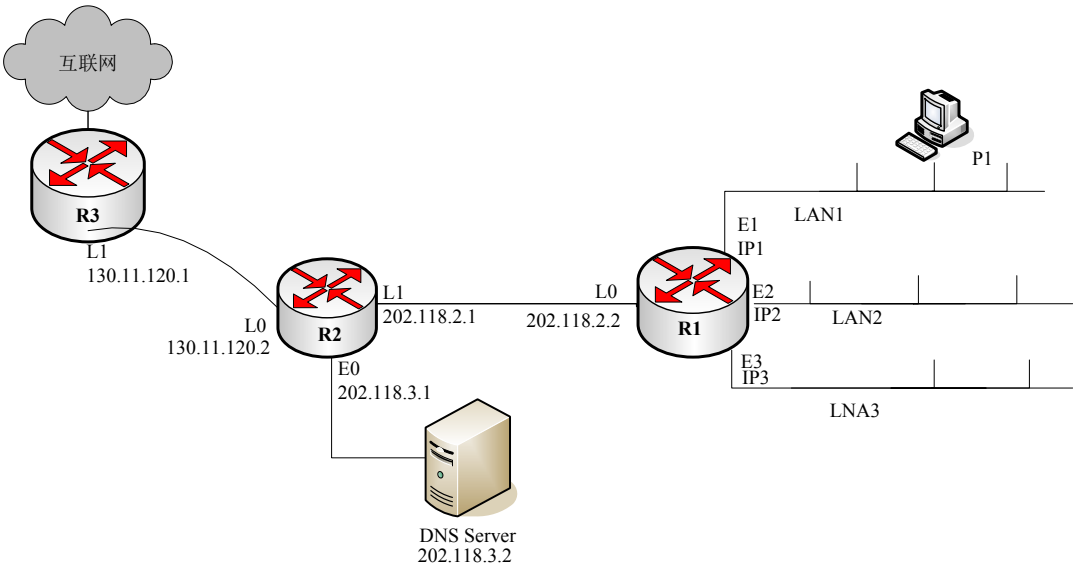 互联网
R3
L1
130.11.120.1
L0
130.11.120.2
R2
L1
202.118.2.1
E0
202.118.3.1
DNS Server
202.118.3.2
L0
202.118.2.2
R1
E1
IP1
E2
IP2
E3
IP3
P1
LAN1
LAN2
LNA3